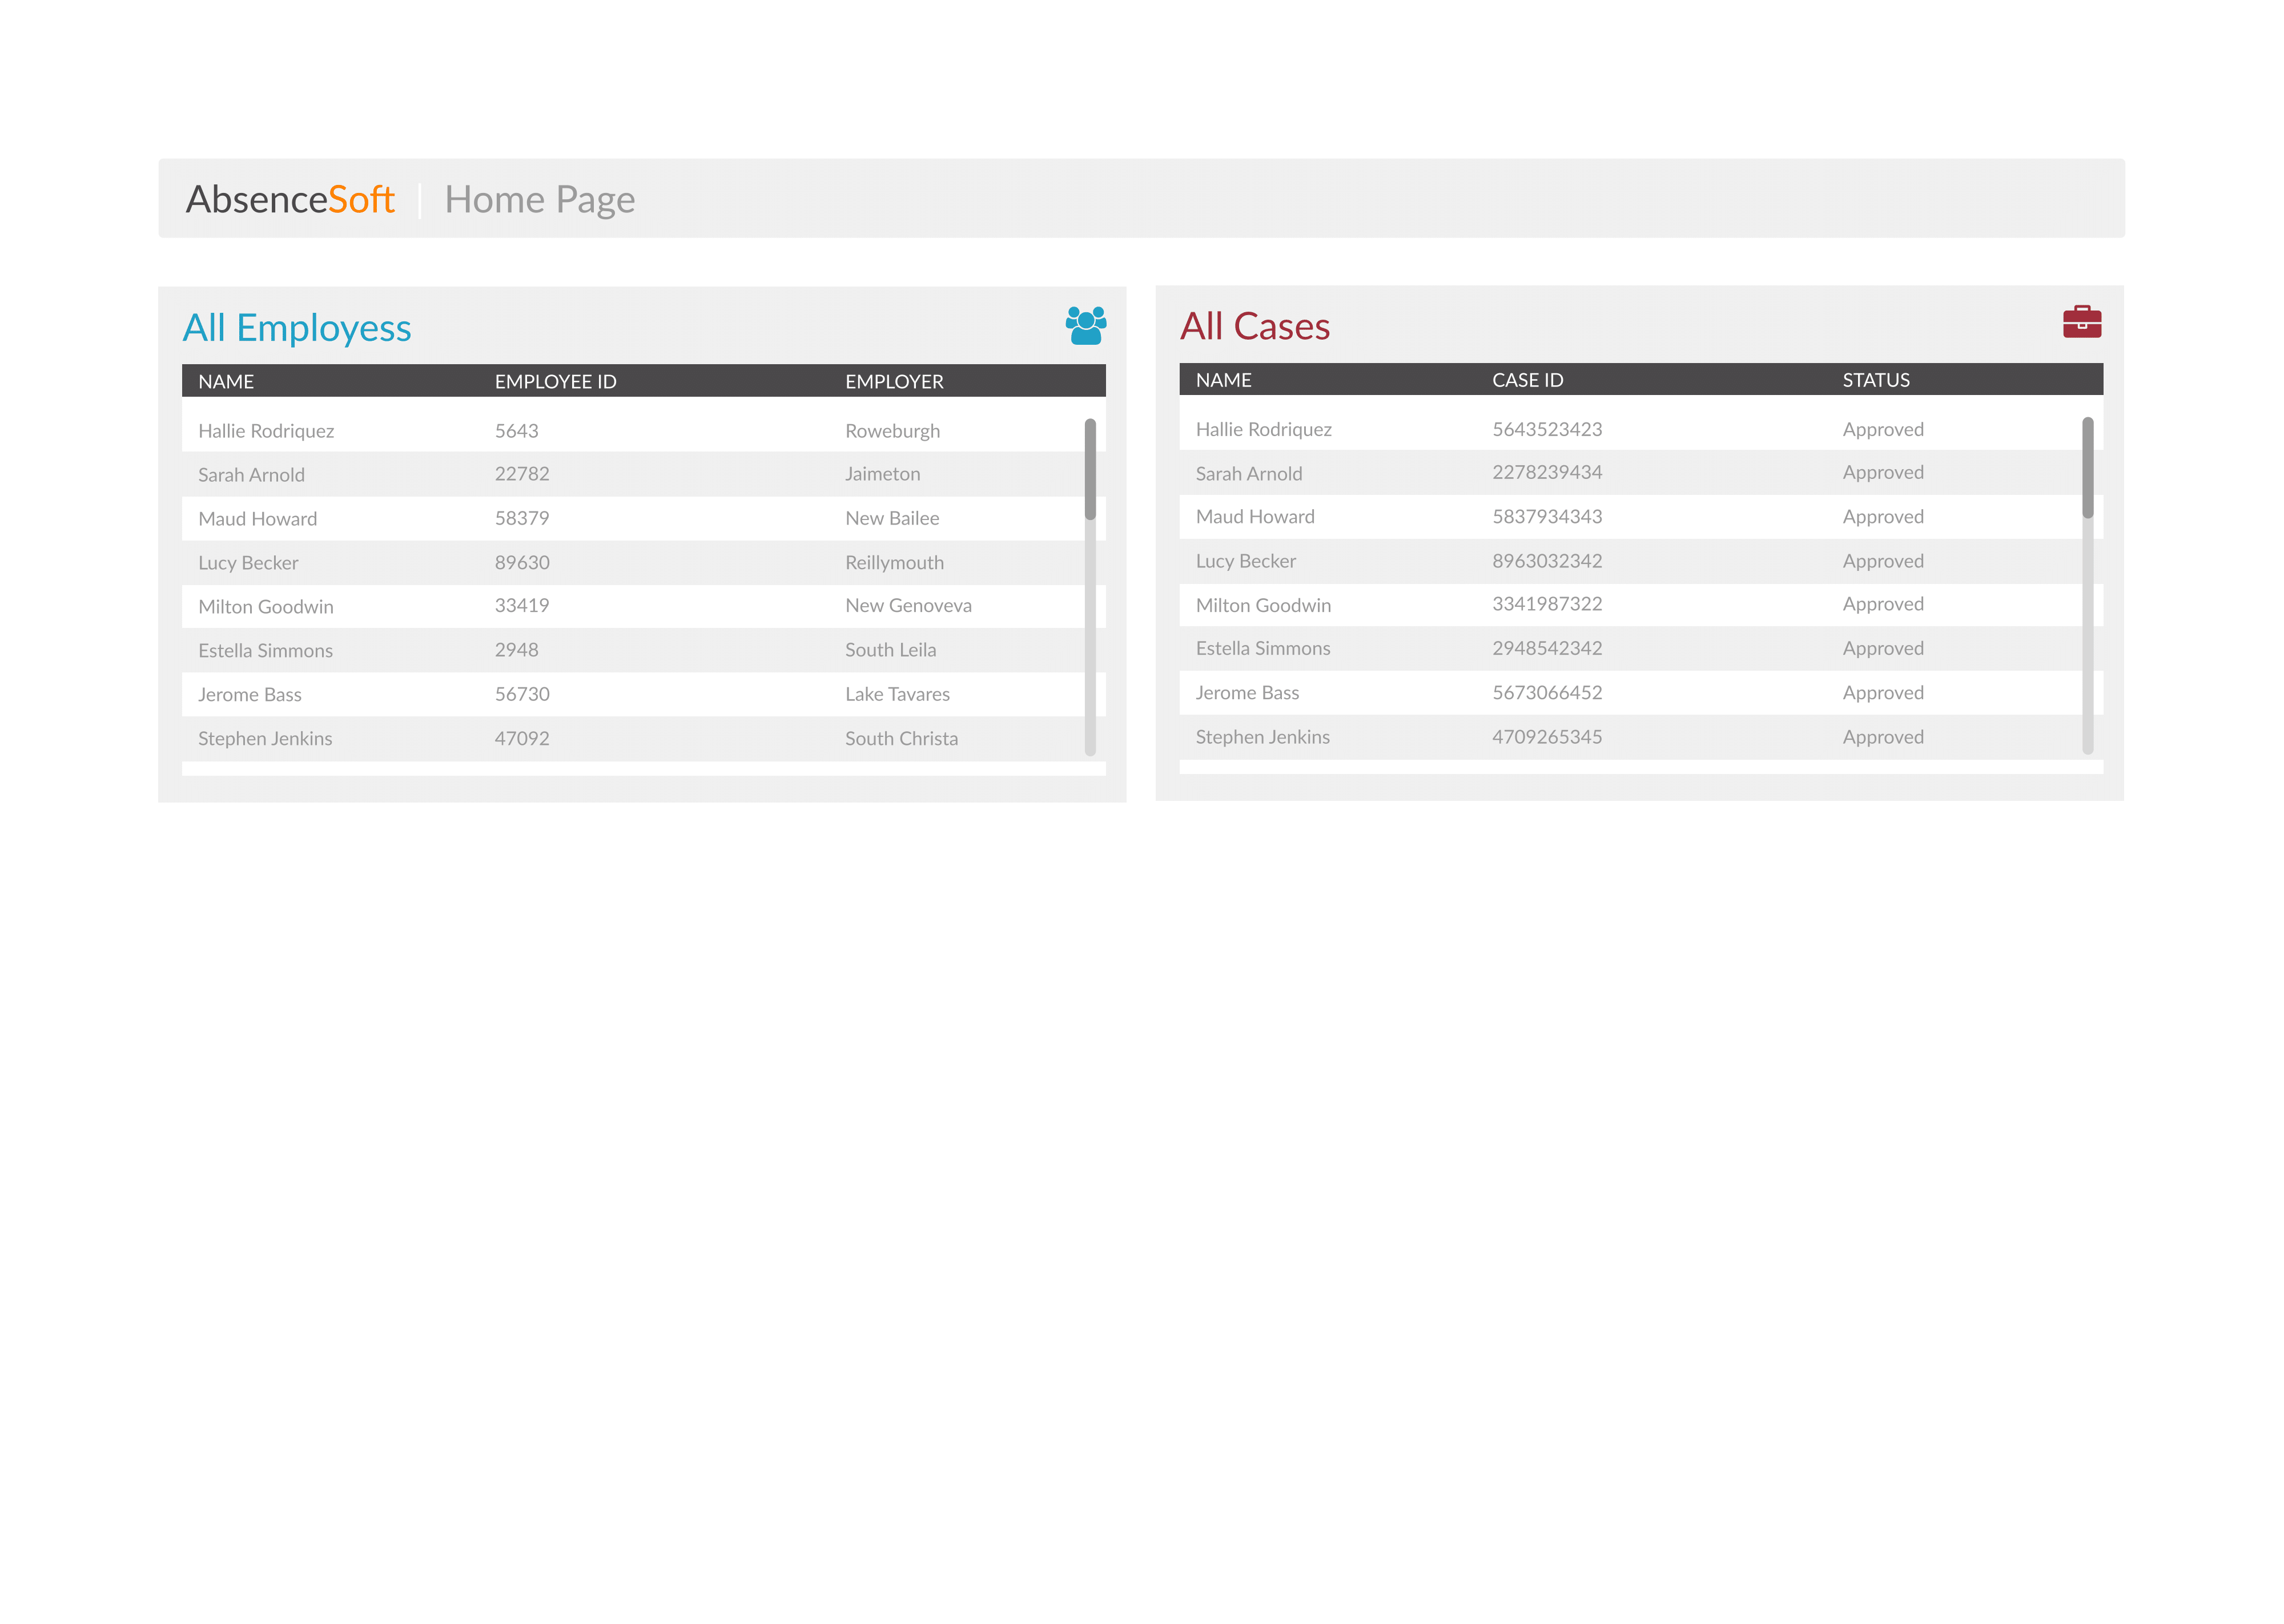 AbsenceSoft Home Page
All Employess
NAME EMPLOYEE ID EMPLOYER
Hallie Rodriquez 5643 Roweburgh
Sarah Arnold 22782 Jaimeton
Maud Howard 58379 New Bailee
Lucy Becker 89630 Reillymouth
Milton Goodwin 33419 New Genoveva
Estella Simmons 2948 South Leila
Jerome Bass 56730 Lake Tavares
Stephen Jenkins 47092 South Christa
All Cases
NAME CASE ID STATUS
Hallie Rodriquez 5643523423 Approved
Sarah Arnold 2278239434 Approved
Maud Howard 5837934343 Approved
Lucy Becker 8963032342 Approved
Milton Goodwin 3341987322 Approved
Estella Simmons 2948542342 Approved
Jerome Bass 5673066452 Approved
Stephen Jenkins 4709265345 Approved